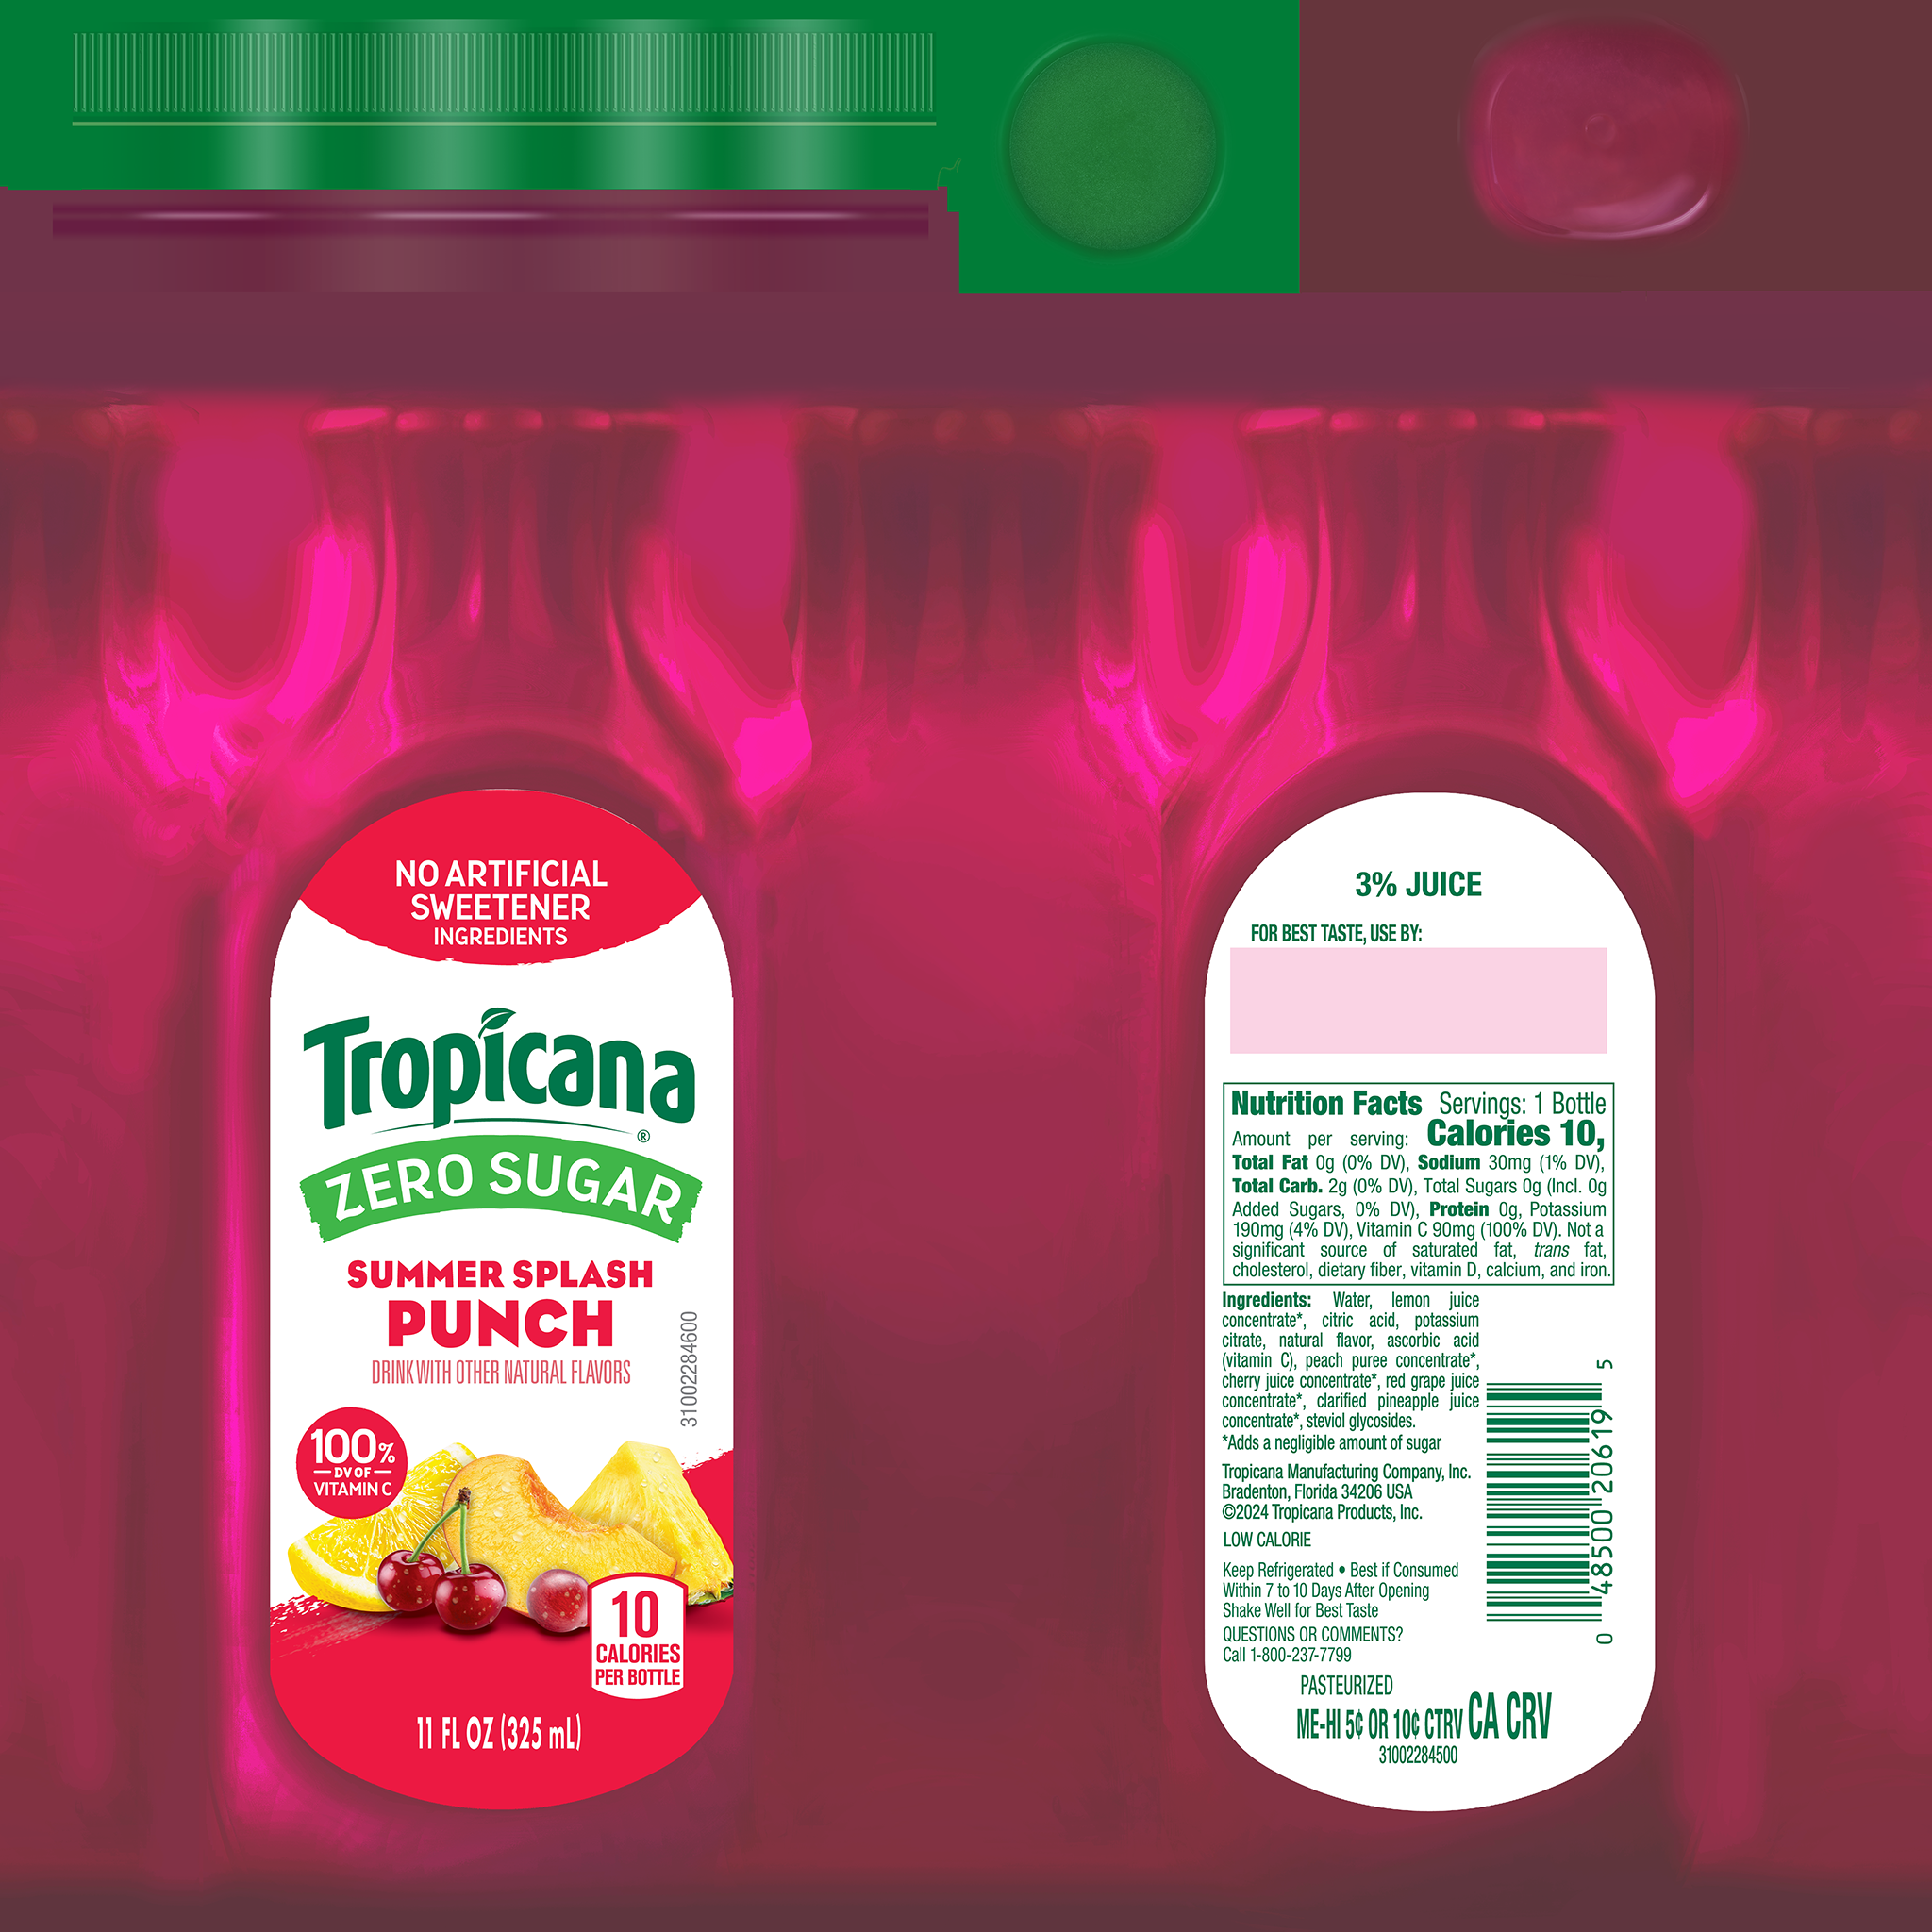 NO ARTIFICIAL
SWEETENER
INGREDIENTS
Tropicana
®
ZERO SUGAR
SUMMER SPLASH
PUNCH
DRINK WITH OTHER NATURAL FLAVORS
31002284600
100%
DV OF
VITAMIN C
10
CALORIES
PER BOTTLE
11 FL OZ (325 mL)
3% JUICE
FOR BEST TASTE, USE BY:
Nutrition Facts Servings: 1 Bottle
Amount per serving: Calories 10,
Total Fat 0g (0% DV), Sodium 30mg (1% DV),
Total Carb. 2g (0% DV), Total Sugars 0g (Incl. 0g
Added Sugars, 0% DV), Protein 0g, Potassium
190mg (4% DV), Vitamin C 90mg (100% DV). Not a
significant source of saturated fat, trans fat,
cholesterol, dietary fiber, vitamin D, calcium, and iron.
Ingredients: Water, lemon juice
concentrate*, citric acid, potassium
citrate, natural flavor, ascorbic acid
(vitamin C), peach puree concentrate*,
cherry juice concentrate*, red grape juice
concentrate*, clarified pineapple juice
concentrate*, steviol glycosides.
*Adds a negligible amount of sugar
Tropicana Manufacturing Company, Inc.
Bradenton, Florida 34206 USA
©2024 Tropicana Products, Inc.
LOW CALORIE
Keep Refrigerated • Best if Consumed
Within 7 to 10 Days After Opening
Shake Well for Best Taste
QUESTIONS OR COMMENTS?
Call 1-800-237-7799
0 48500 20619 5
PASTEURIZED
ME-HI 5¢ OR 10¢ CTRV CA CRV
31002284500